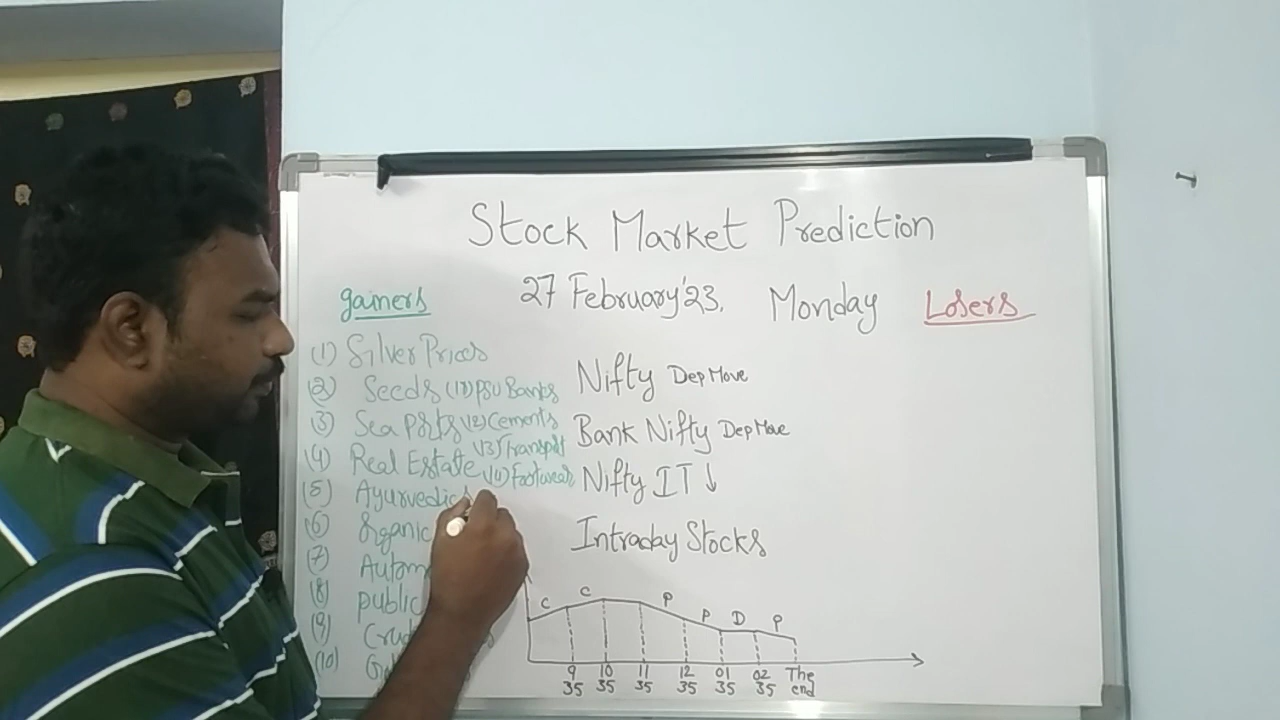 Stock Market Prediction
27 February'23. Monday
gainers
Losers
(1) Silver Prices
(2) Seeds (11) PSU Banks
(3) Sea Ports (12) Cements
(13) Transport
(4) Real Estate (14) Footwear
(5) Ayurvedic
(6) Organic
(7) Autom
(8) public
(9) Crud
(10)
Nifty Dep Move
Bank Nifty Dep Move
Nifty IT ↓
Intraday Stocks
C C P P D P
9 35 10 35 11 35 12 35 01 35 02 35 The end